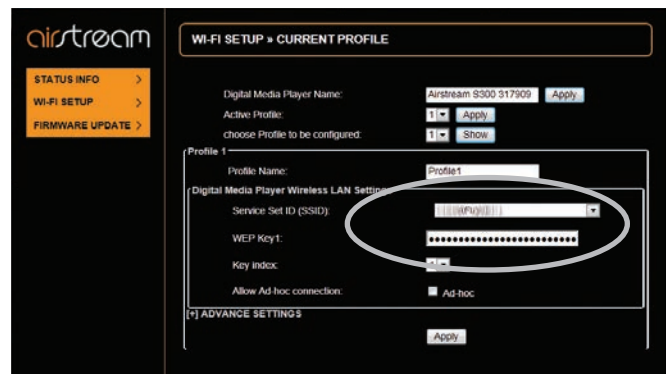 airstream
WI-FI SETUP » CURRENT PROFILE
STATUS INFO >
WI-FI SETUP >
FIRMWARE UPDATE >
Digital Media Player Name: Airstream S300 317909 Apply
Active Profile: 1 Apply
choose Profile to be configured: 1 Show
Profile 1
Profile Name: Profile1
Digital Media Player Wireless LAN Setting
Service Set ID (SSID):
WEP Key1: ••••••••••••••••••••••••••
Key index:
Allow Ad-hoc connection: Ad-hoc
[+] ADVANCE SETTINGS
Apply